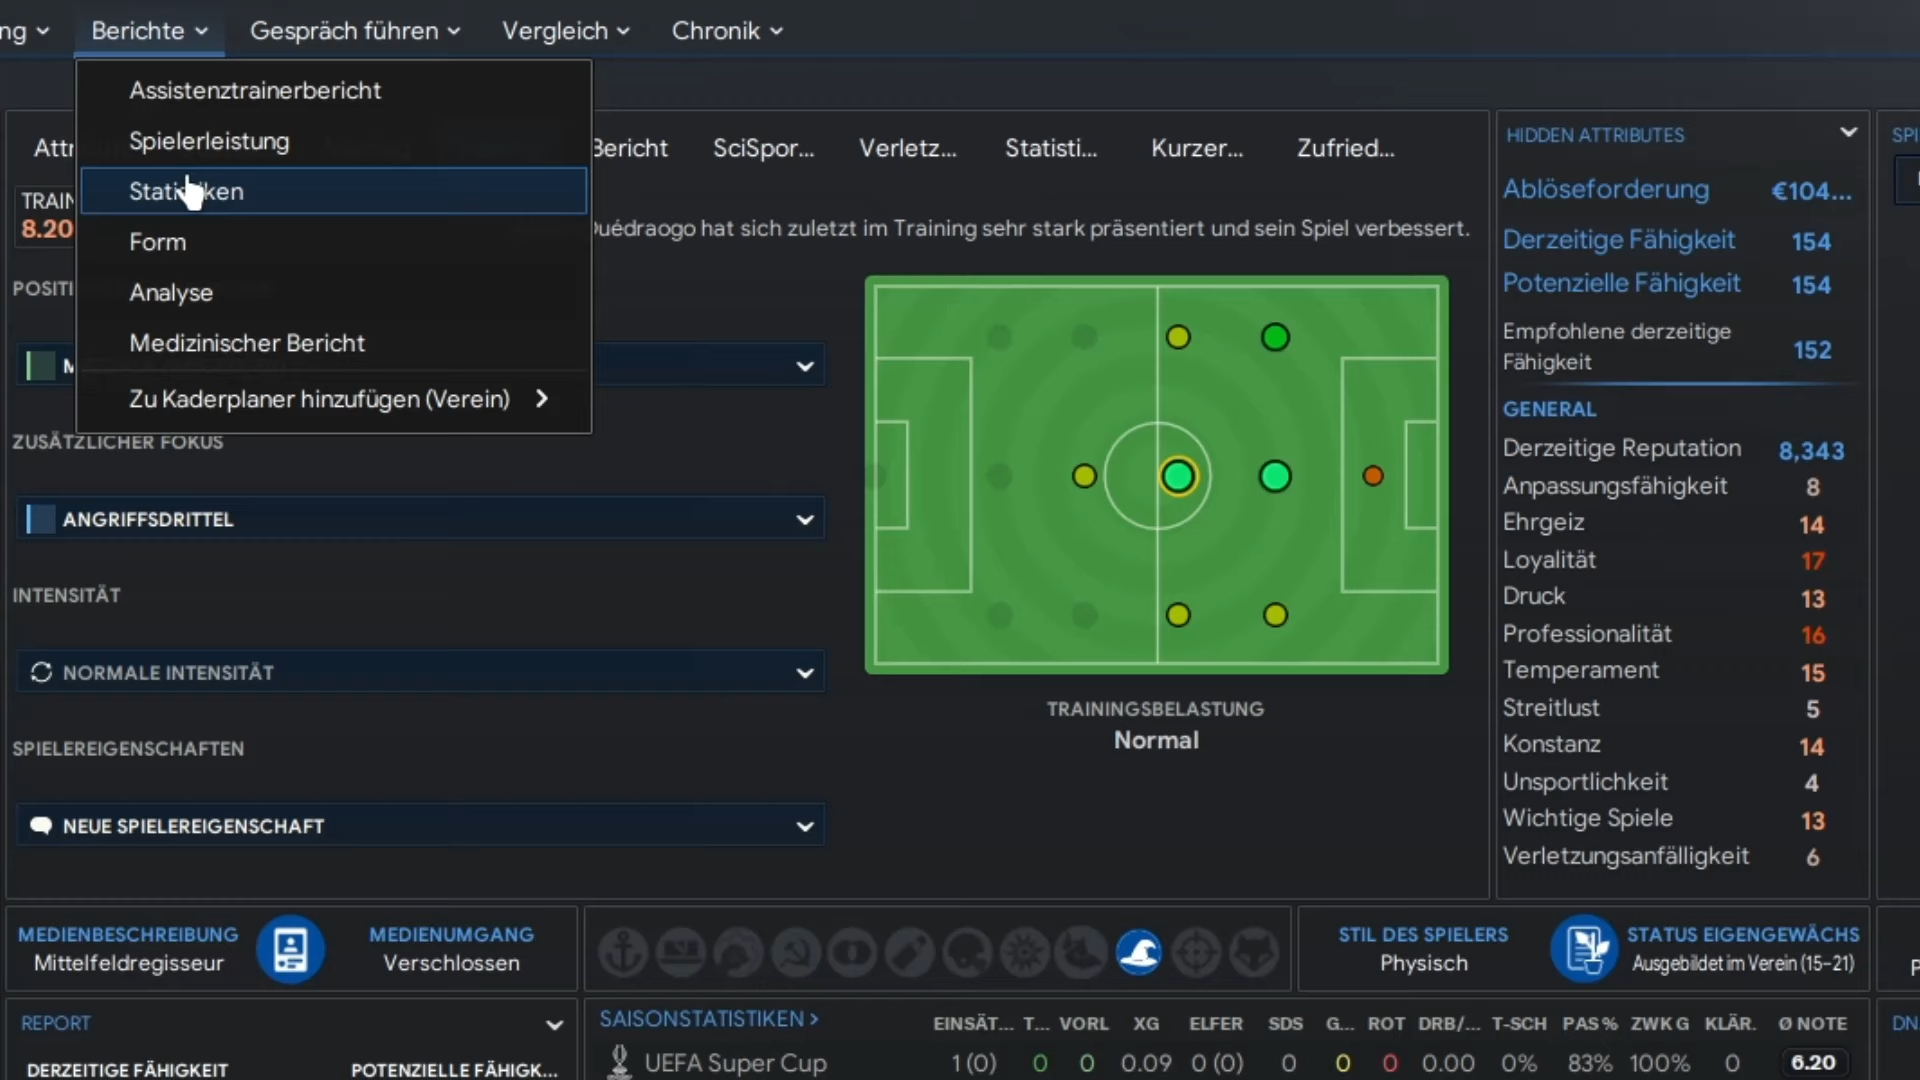 ng
Berichte
Gespräch führen
Vergleich
Chronik
Assistenztrainerbericht
Spielerleistung
Statistiken
Form
Analyse
Medizinischer Bericht
Zu Kaderplaner hinzufügen (Verein)
Attr
Bericht
SciSpor...
Verletz...
Statisti...
Kurzer...
Zufried...
TRAIN
8.20
Ouédraogo hat sich zuletzt im Training sehr stark präsentiert und sein Spiel verbessert.
POSITI
M
ZUSÄTZLICHER FOKUS
ANGRIFFSDRITTEL
INTENSITÄT
NORMALE INTENSITÄT
SPIELEREIGENSCHAFTEN
NEUE SPIELEREIGENSCHAFT
TRAININGSBELASTUNG
Normal
HIDDEN ATTRIBUTES
Ablöseforderung €104...
Derzeitige Fähigkeit 154
Potenzielle Fähigkeit 154
Empfohlene derzeitige
Fähigkeit 152
GENERAL
Derzeitige Reputation 8,343
Anpassungsfähigkeit 8
Ehrgeiz 14
Loyalität 17
Druck 13
Professionalität 16
Temperament 15
Streitlust 5
Konstanz 14
Unsportlichkeit 4
Wichtige Spiele 13
Verletzungsanfälligkeit 6
SPI
MEDIENBESCHREIBUNG
Mittelfeldregisseur
MEDIENUMGANG
Verschlossen
STIL DES SPIELERS
Physisch
STATUS EIGENGEWÄCHS
Ausgebildet im Verein (15-21)
P
REPORT
DERZEITIGE FÄHIGKEIT POTENZIELLE FÄHIGK...
SAISONSTATISTIKEN > EINSÄT... T... VORL XG ELFER SDS G... ROT DRB/... T-SCH PAS% ZWK G KLÄR. Ø NOTE
UEFA Super Cup 1 (0) 0 0 0.09 0 (0) 0 0 0 0.00 0% 83% 100% 0 6.20
DN